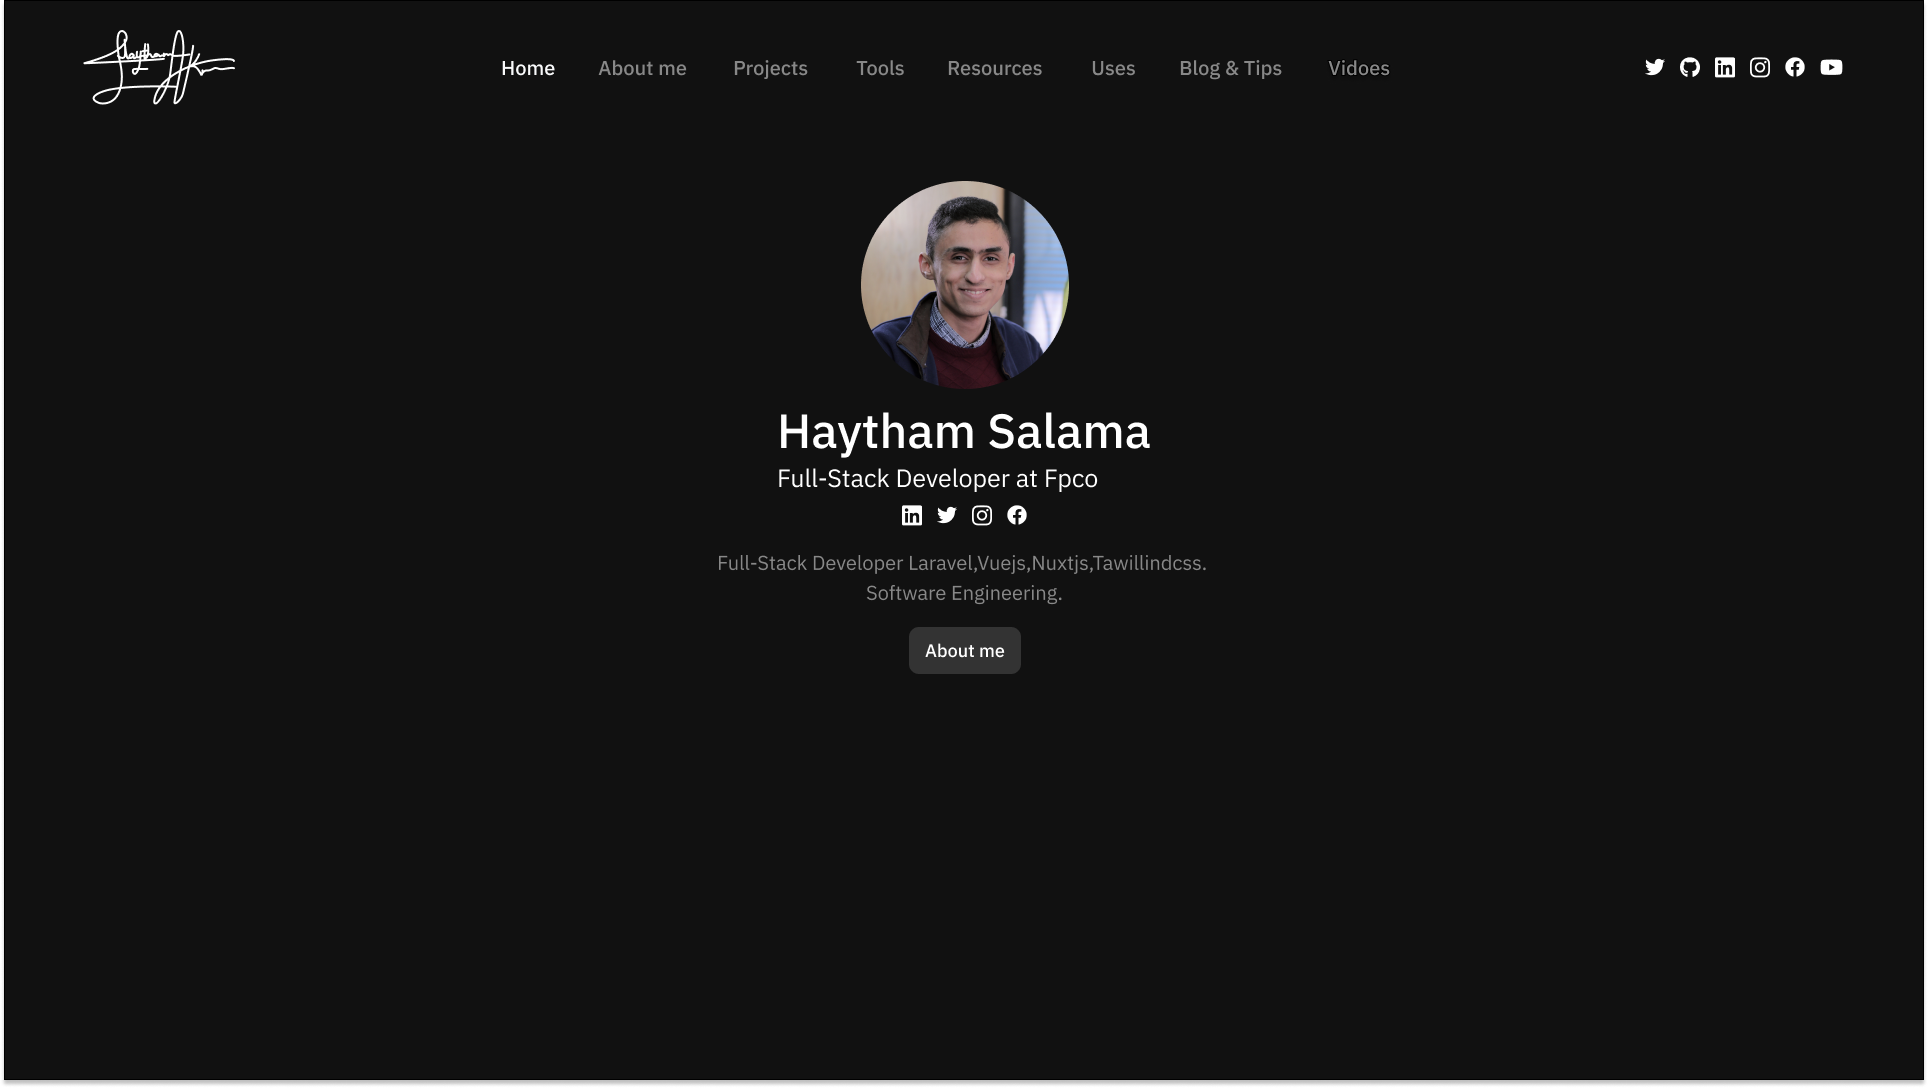 Haytham
Home About me Projects Tools Resources Uses Blog & Tips Vidoes
Haytham Salama
Full-Stack Developer at Fpco
Full-Stack Developer Laravel,Vuejs,Nuxtjs,Tawillindcss.
Software Engineering.
About me